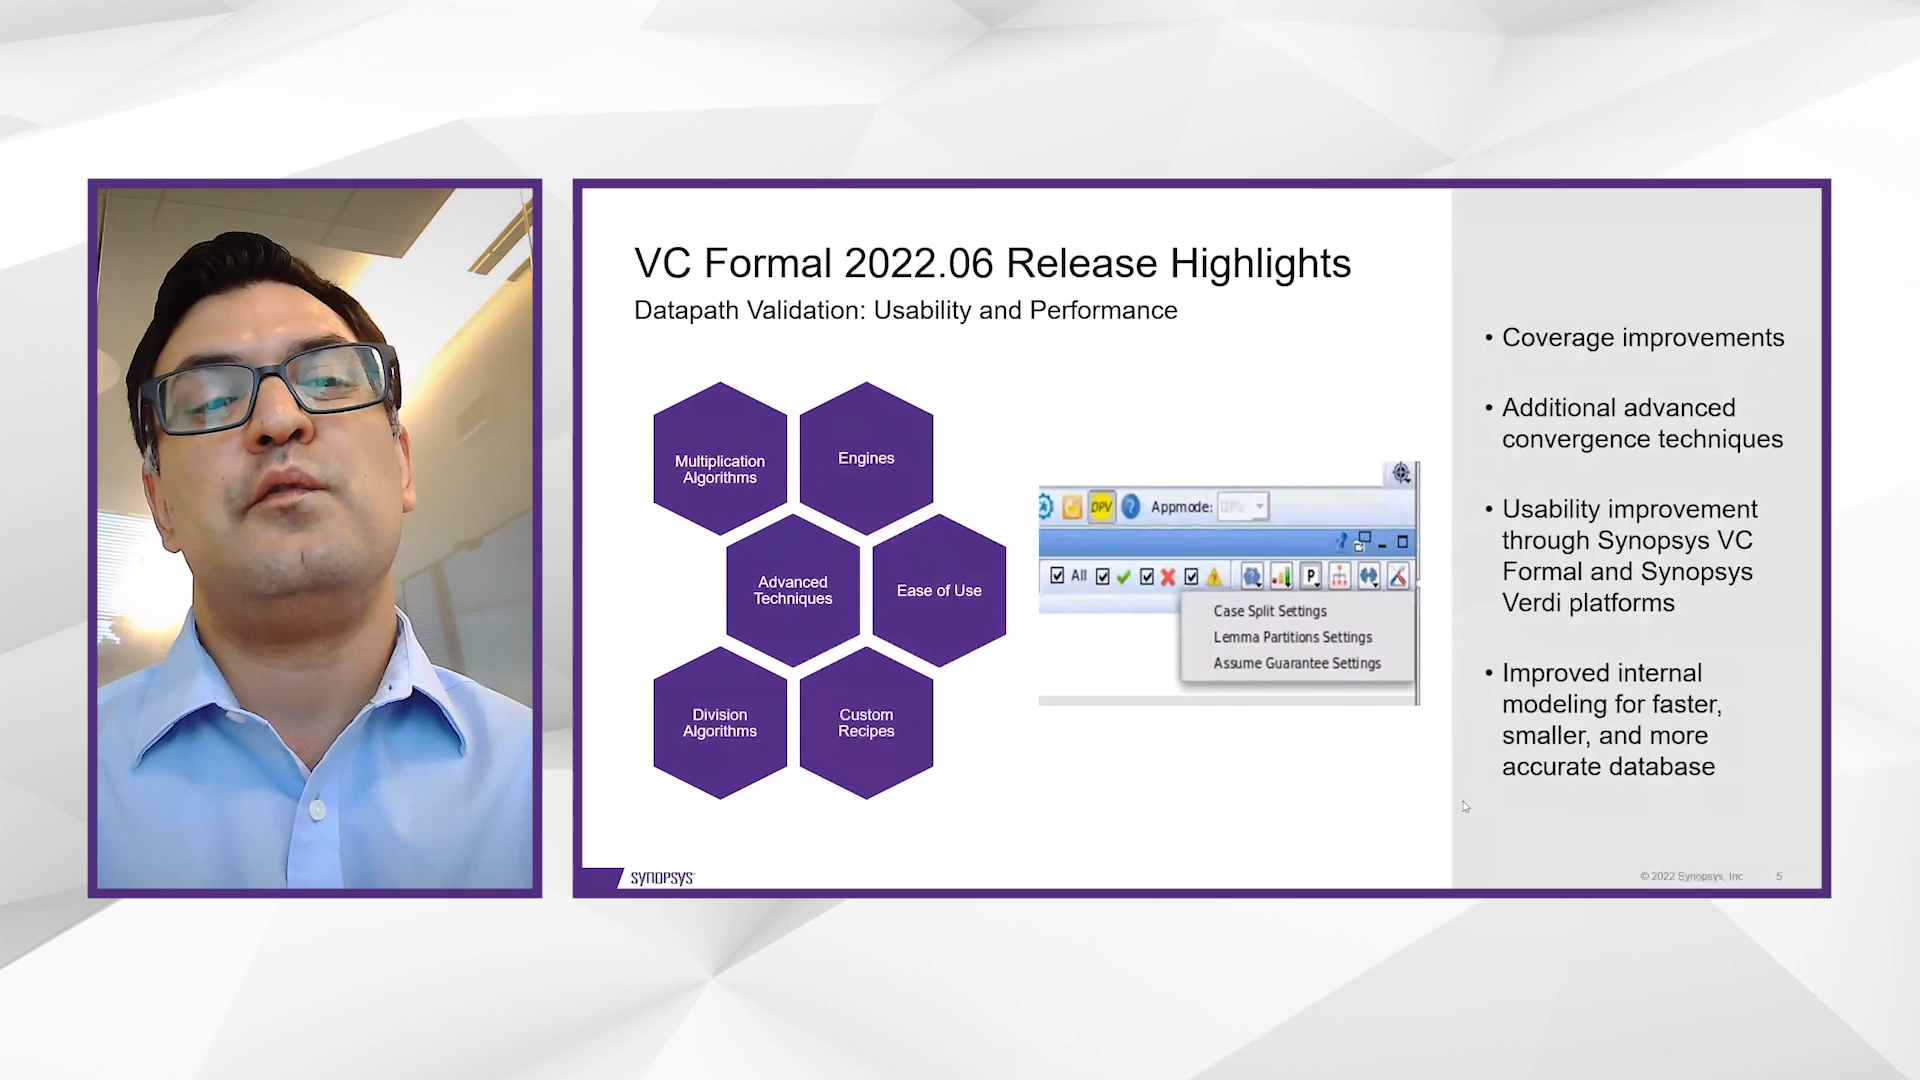 VC Formal 2022.06 Release Highlights
Datapath Validation: Usability and Performance
Multiplication
Algorithms
Engines
Advanced
Techniques
Ease of Use
Division
Algorithms
Custom
Recipes
DPV
Appmode:
All
P
Case Split Settings
Lemma Partitions Settings
Assume Guarantee Settings
• Coverage improvements
• Additional advanced
convergence techniques
• Usability improvement
through Synopsys VC
Formal and Synopsys
Verdi platforms
• Improved internal
modeling for faster,
smaller, and more
accurate database
SYNOPSYS
© 2022 Synopsys, Inc
5